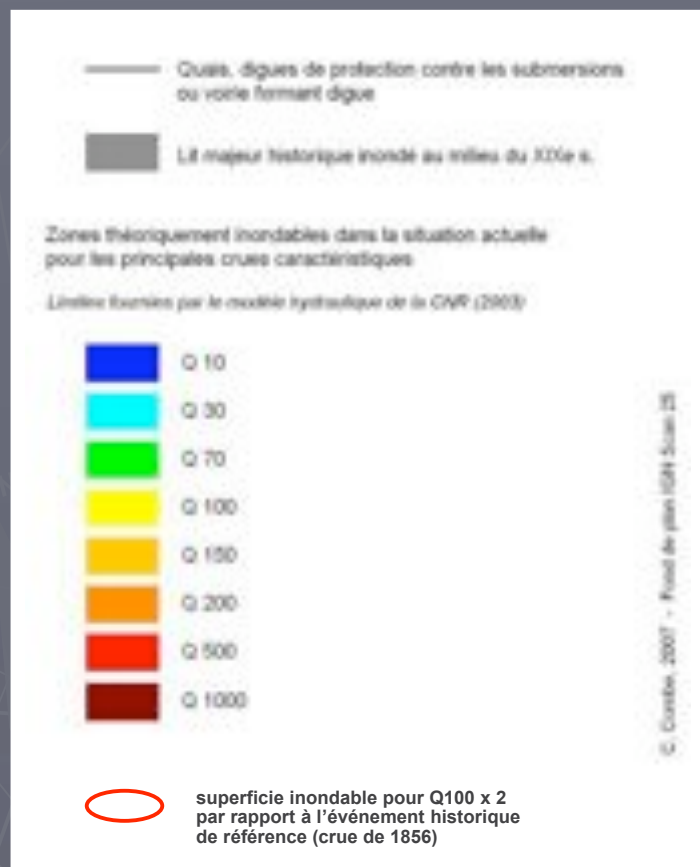 Quais, digues de protection contre les submersions
ou voirie formant digue
Lit majeur historique inondé au milieu du XIXe s.
Zones théoriquement inondables dans la situation actuelle
pour les principales crues caractéristiques
Limites fournies par le modèle hydraulique de la CNR (2003)
Q 10
Q 30
Q 70
Q 100
Q 150
Q 200
Q 500
Q 1000
C. Combe, 2007 - Fond de plan IGN Scan 25
superficie inondable pour Q100 x 2
par rapport à l'événement historique
de référence (crue de 1856)